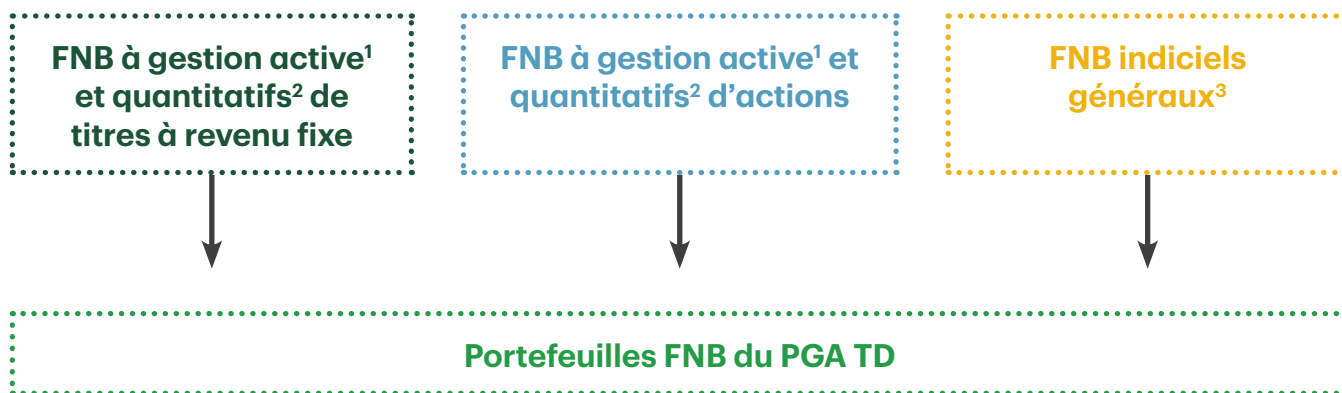 FNB à gestion active¹
et quantitatifs² de
titres à revenu fixe
FNB à gestion active¹ et
quantitatifs² d’actions
FNB indiciels
généraux³
Portefeuilles FNB du PGA TD